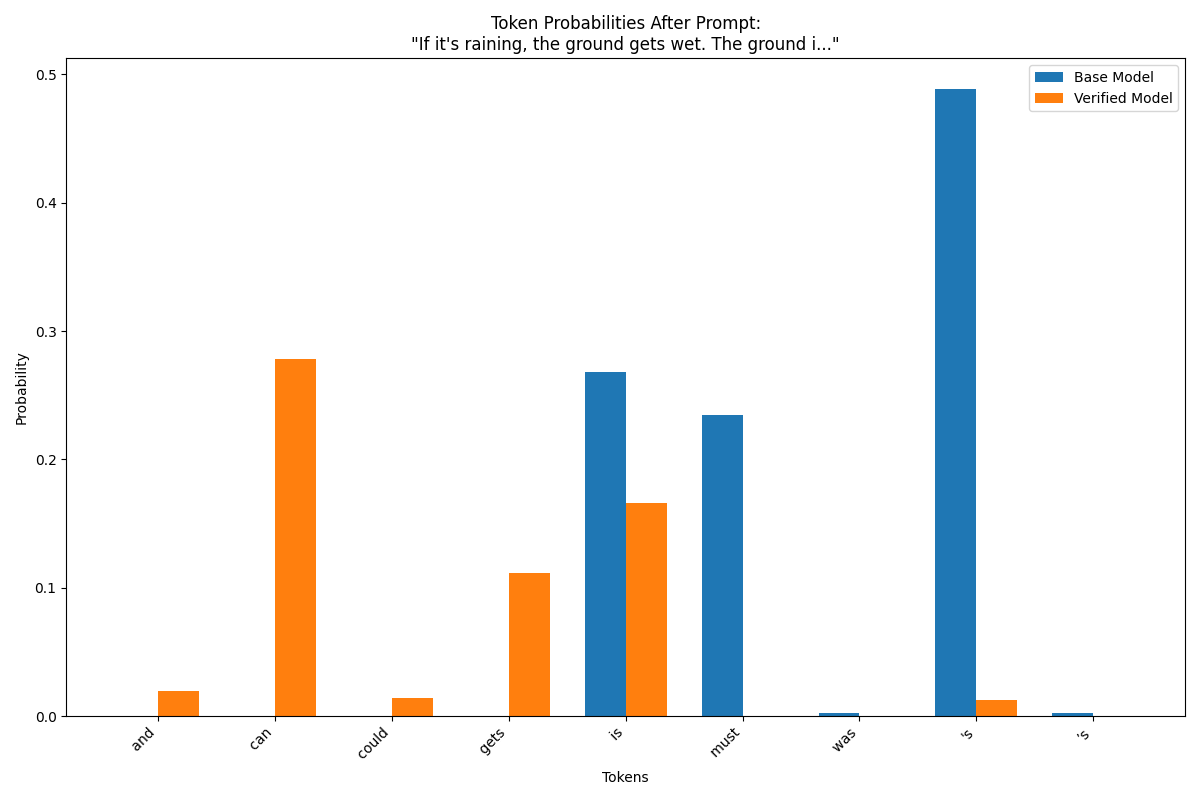 Token Probabilities After Prompt:
"If it's raining, the ground gets wet. The ground i..."
Base Model
Verified Model
Probability
0.5
0.4
0.3
0.2
0.1
0.0
and
can
could
gets
is
must
was
's
's
Tokens